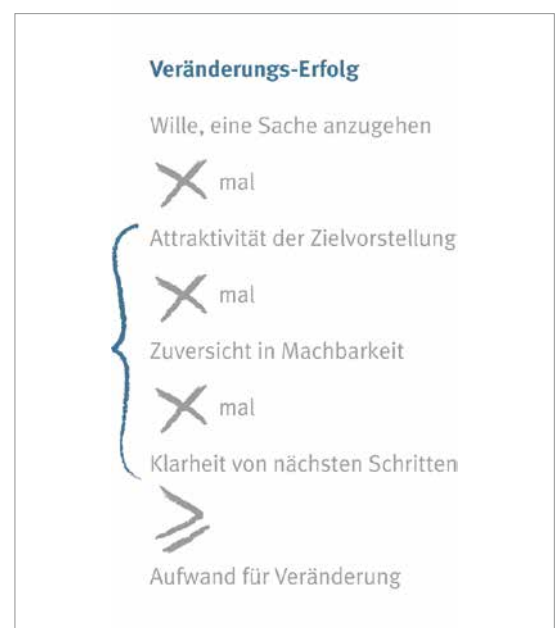 Veränderungs-Erfolg
Wille, eine Sache anzugehen
mal
Attraktivität der Zielvorstellung
mal
Zuversicht in Machbarkeit
mal
Klarheit von nächsten Schritten
Aufwand für Veränderung